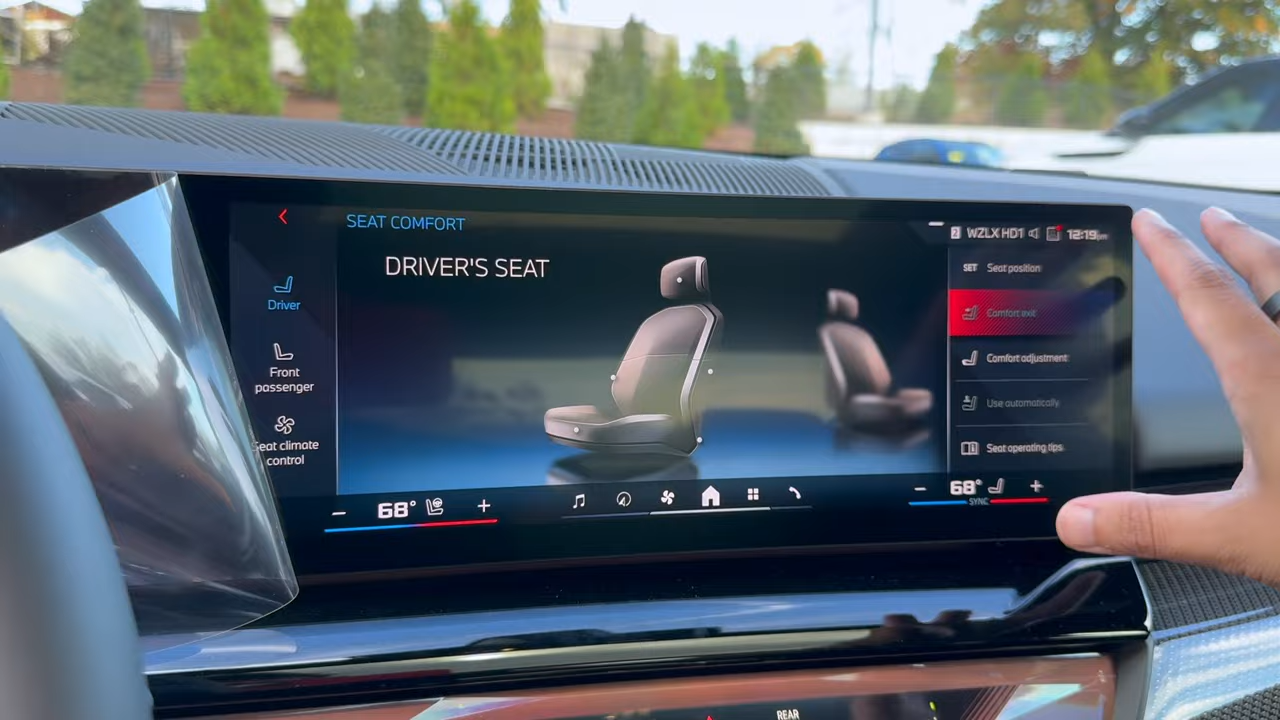 SEAT COMFORT
DRIVER'S SEAT
Driver
Front
passenger
Seat climate
control
2 WZLX HD1 12:19pm
SET Seat position
Comfort exit
Comfort adjustment
Use automatically
Seat operating tips
− 68° +
− 68° +
SYNC
REAR